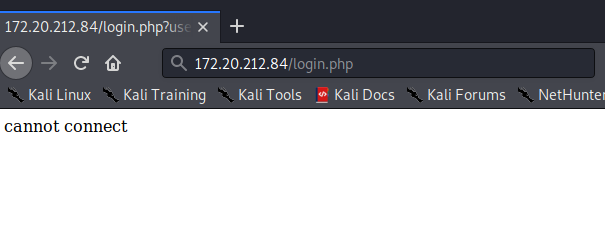 172.20.212.84/login.php?use
172.20.212.84/login.php
Kali Linux Kali Training Kali Tools Kali Docs Kali Forums NetHunter
cannot connect